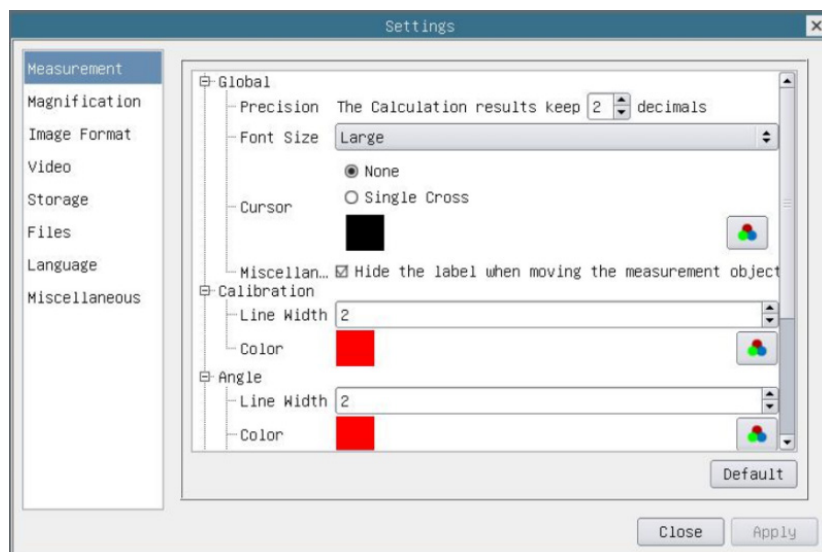 Settings
Measurement
Magnification
Image Format
Video
Storage
Files
Language
Miscellaneous
Global
Precision The Calculation results keep 2 decimals
Font Size Large
None
Single Cross
Cursor
Miscellan... Hide the label when moving the measurement object
Calibration
Line Width 2
Color
Angle
Line Width 2
Color
Default
Close Apply